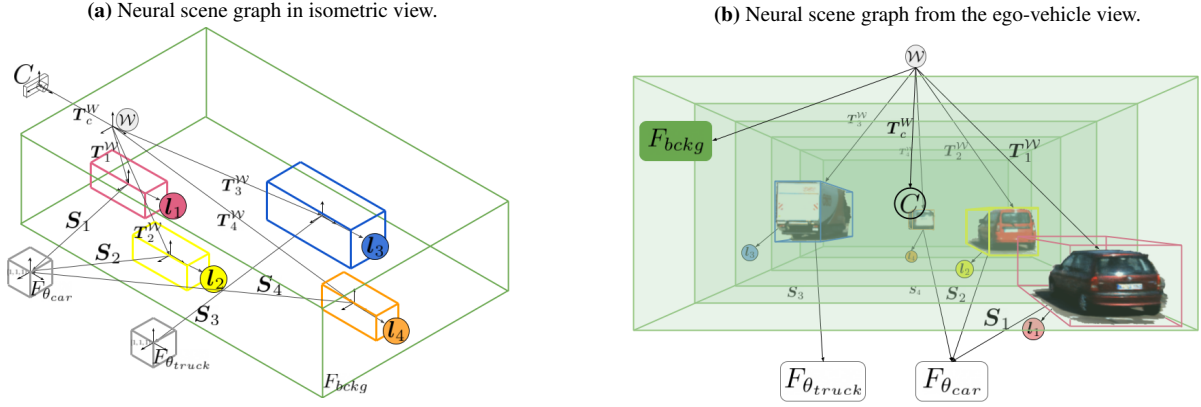 (a) Neural scene graph in isometric view.
C
T_c^W
W
T_1^W
T_3^W
T_4^W
l_1
S_1
T_2^W
S_2
l_2
l_3
S_4
S_3
l_4
F_θcar
F_θtruck
F_bckg
(b) Neural scene graph from the ego-vehicle view.
W
T_3^W
T_c^W
T_2^W
T_1^W
F_bckg
C
l_3
l_2
S_3
S_4
S_2
S_1
l_1
F_θtruck
F_θcar